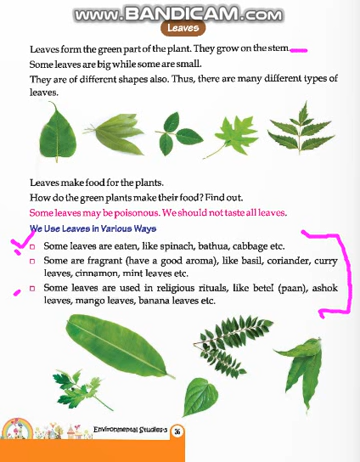 www.BANDICAM.com
Leaves
Leaves form the green part of the plant. They grow on the stem.
Some leaves are big while some are small.
They are of different shapes also. Thus, there are many different types of
leaves.
Leaves make food for the plants.
How do the green plants make their food? Find out.
Some leaves may be poisonous. We should not taste all leaves.
We Use Leaves in Various Ways
Some leaves are eaten, like spinach, bathua, cabbage etc.
Some are fragrant (have a good aroma), like basil, coriander, curry
leaves, cinnamon, mint leaves etc.
Some leaves are used in religious rituals, like betel (paan), ashok
leaves, mango leaves, banana leaves etc.
Environmental Studies-3 36